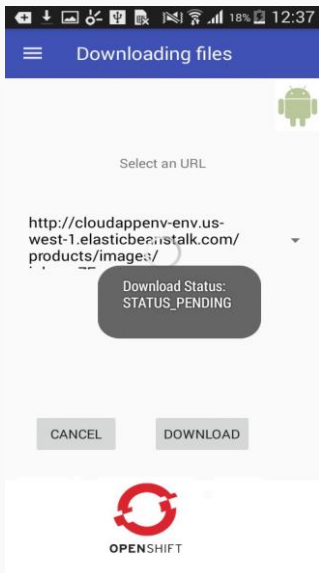 18% 12:37
Downloading files
Select an URL
http://cloudappenv-env.us-
west-1.elasticbeanstalk.com/
products/images/
Download Status:
STATUS_PENDING
CANCEL DOWNLOAD
OPENSHIFT